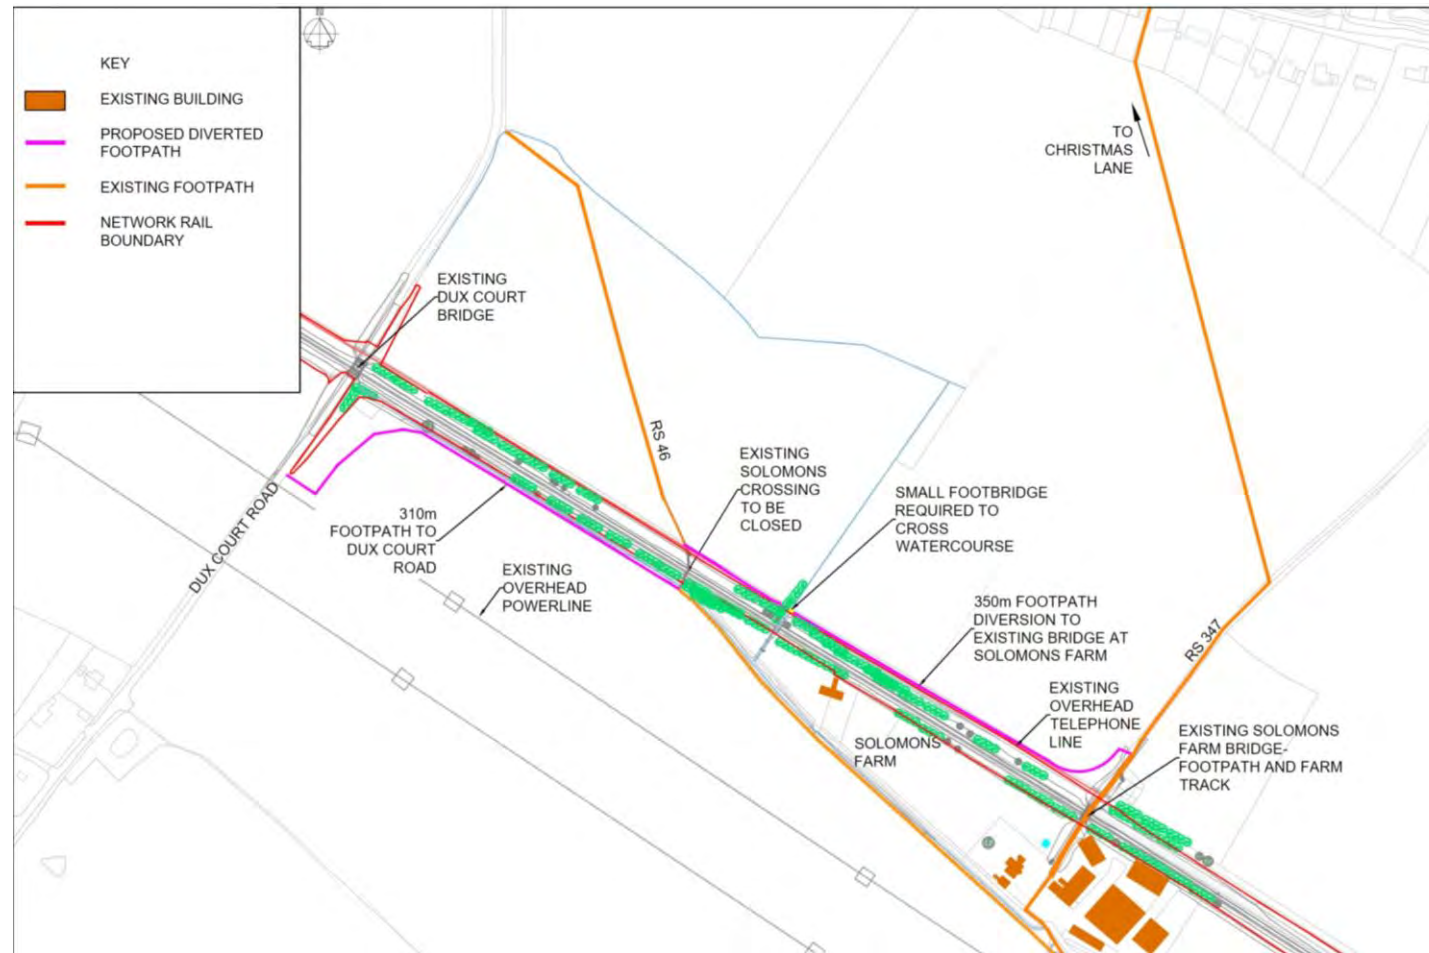 KEY
EXISTING BUILDING
PROPOSED DIVERTED
FOOTPATH
EXISTING FOOTPATH
NETWORK RAIL
BOUNDARY
TO
CHRISTMAS
LANE
EXISTING
DUX COURT
BRIDGE
RS 46
EXISTING
SOLOMONS
CROSSING
TO BE
CLOSED
SMALL FOOTBRIDGE
REQUIRED TO
CROSS
WATERCOURSE
DUX COURT ROAD
310m
FOOTPATH TO
DUX COURT
ROAD
EXISTING
OVERHEAD
POWERLINE
350m FOOTPATH
DIVERSION TO
EXISTING BRIDGE AT
SOLOMONS FARM
RS 347
EXISTING
OVERHEAD
TELEPHONE
LINE
SOLOMONS
FARM
EXISTING SOLOMONS
FARM BRIDGE-
FOOTPATH AND FARM
TRACK